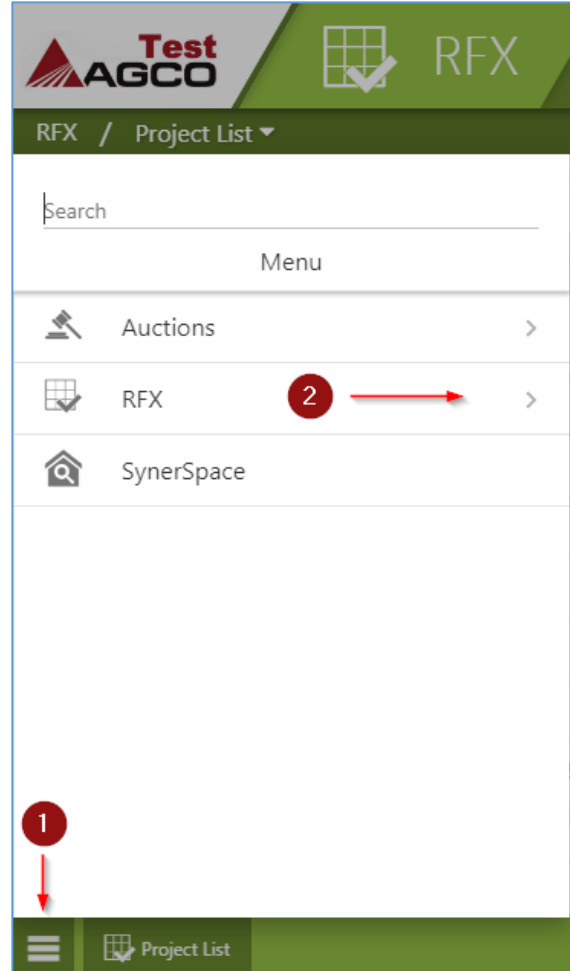 Test
AGCO
RFX
RFX / Project List
Search
Menu
Auctions
RFX
2
SynerSpace
1
Project List